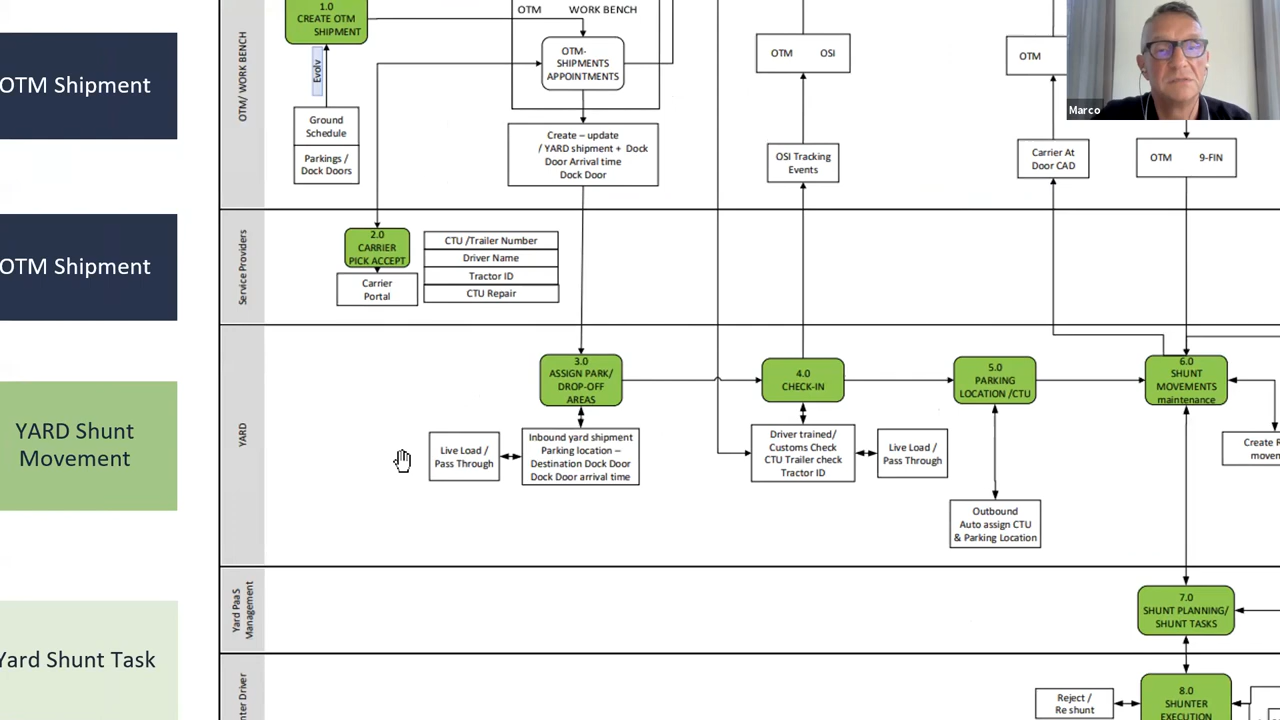 OTM Shipment
OTM Shipment
YARD Shunt
Movement
Yard Shunt Task
OTM/ WORK BENCH
1.0
CREATE OTM
SHIPMENT
Evolv
Ground
Schedule
Parkings /
Dock Doors
OTM WORK BENCH
OTM-
SHIPMENTS
APPOINTMENTS
Create – update
/ YARD shipment + Dock
Door Arrival time
Dock Door
OTM OSI
OSI Tracking
Events
OTM
Carrier At
Door CAD
Marco
OTM 9-FIN
Service Providers
2.0
CARRIER
PICK ACCEPT
Carrier
Portal
CTU /Trailer Number
Driver Name
Tractor ID
CTU Repair
YARD
3.0
ASSIGN PARK/
DROP-OFF
AREAS
Live Load /
Pass Through
Inbound yard shipment
Parking location –
Destination Dock Door
Dock Door arrival time
4.0
CHECK-IN
Driver trained/
Customs Check
CTU Trailer check
Tractor ID
Live Load /
Pass Through
5.0
PARKING
LOCATION /CTU
Outbound
Auto assign CTU
& Parking Location
6.0
SHUNT
MOVEMENTS
maintenance
Create R
movem
Yard PaaS
Management
7.0
SHUNT PLANNING/
SHUNT TASKS
nter Driver
Reject /
Re shunt
8.0
SHUNTER
EXECUTION